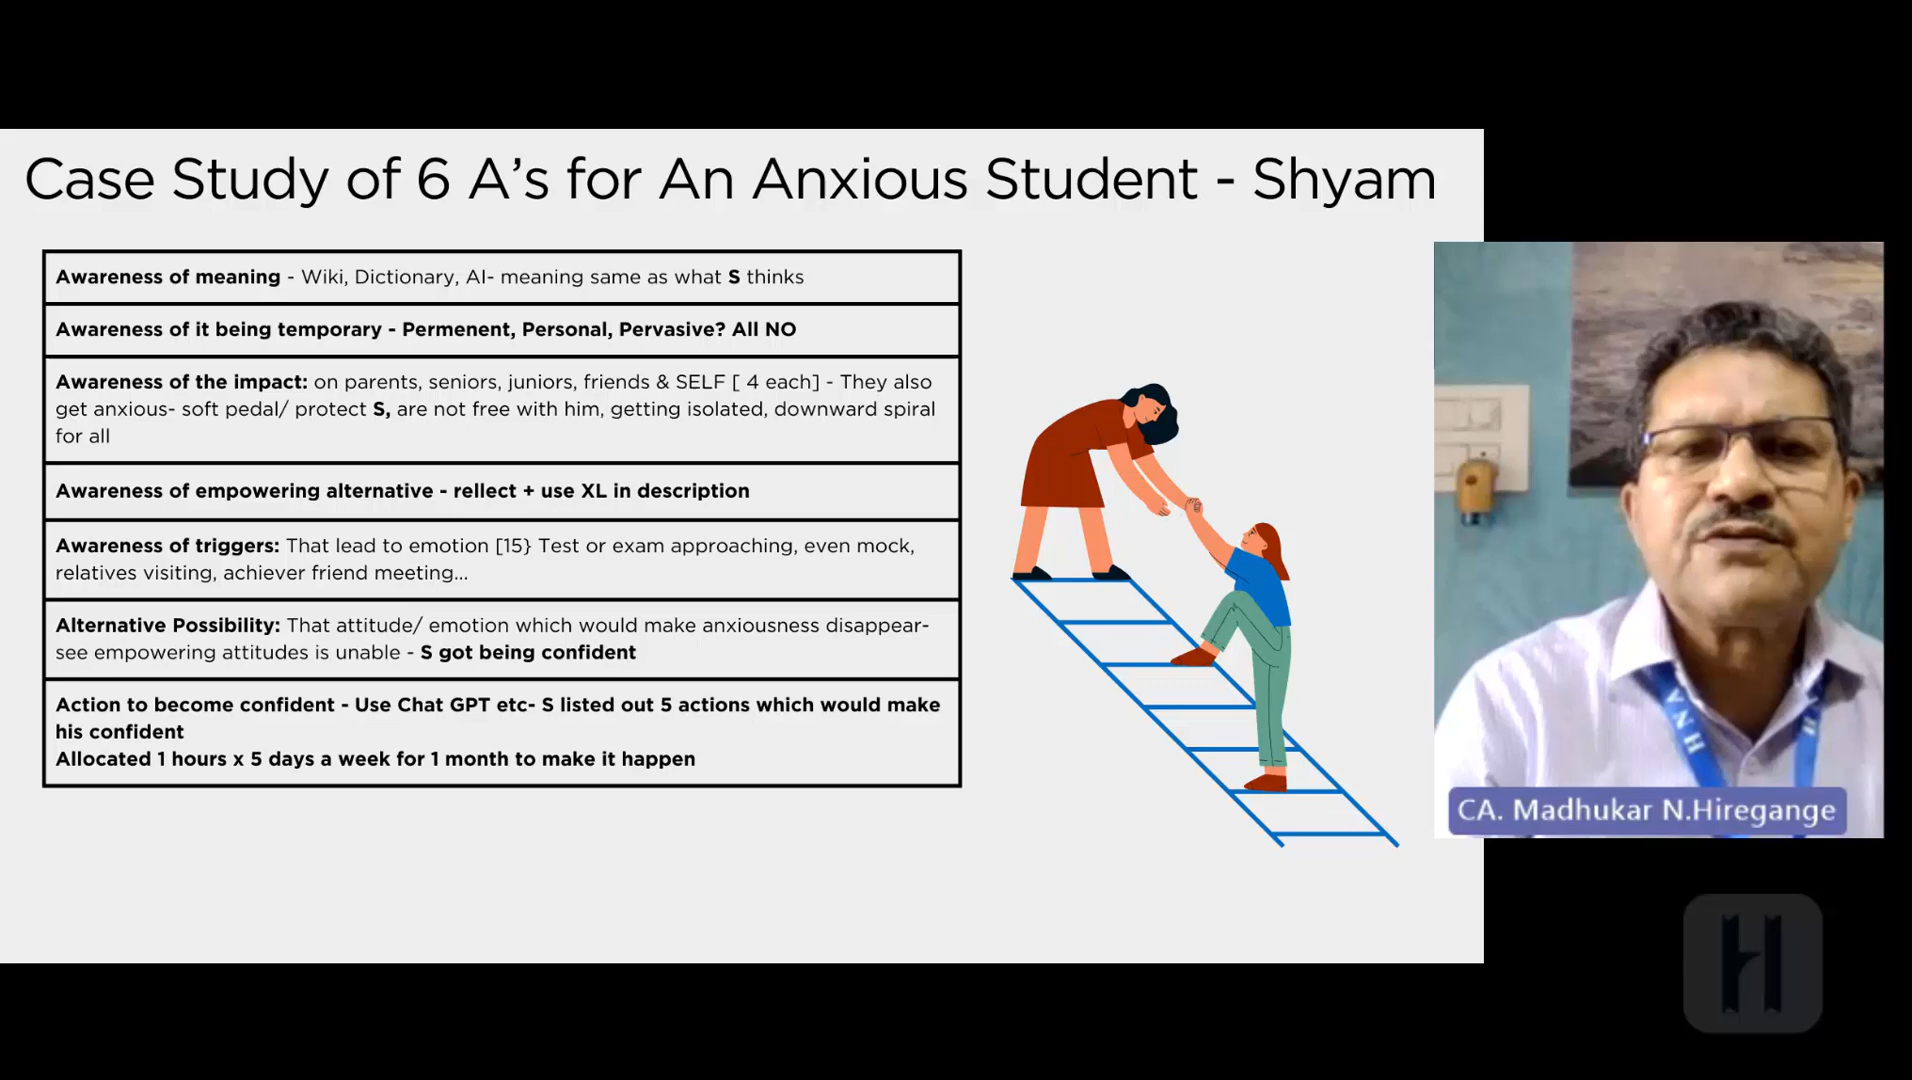 Case Study of 6 A’s for An Anxious Student - Shyam
Awareness of meaning - Wiki, Dictionary, AI- meaning same as what S thinks
Awareness of it being temporary - Permenent, Personal, Pervasive? All NO
Awareness of the impact: on parents, seniors, juniors, friends & SELF [ 4 each] - They also
get anxious- soft pedal/ protect S, are not free with him, getting isolated, downward spiral
for all
Awareness of empowering alternative - rellect + use XL in description
Awareness of triggers: That lead to emotion [15} Test or exam approaching, even mock,
relatives visiting, achiever friend meeting...
Alternative Possibility: That attitude/ emotion which would make anxiousness disappear-
see empowering attitudes is unable - S got being confident
Action to become confident - Use Chat GPT etc- S listed out 5 actions which would make
his confident
Allocated 1 hours x 5 days a week for 1 month to make it happen
HNA
H
CA. Madhukar N.Hiregange
H